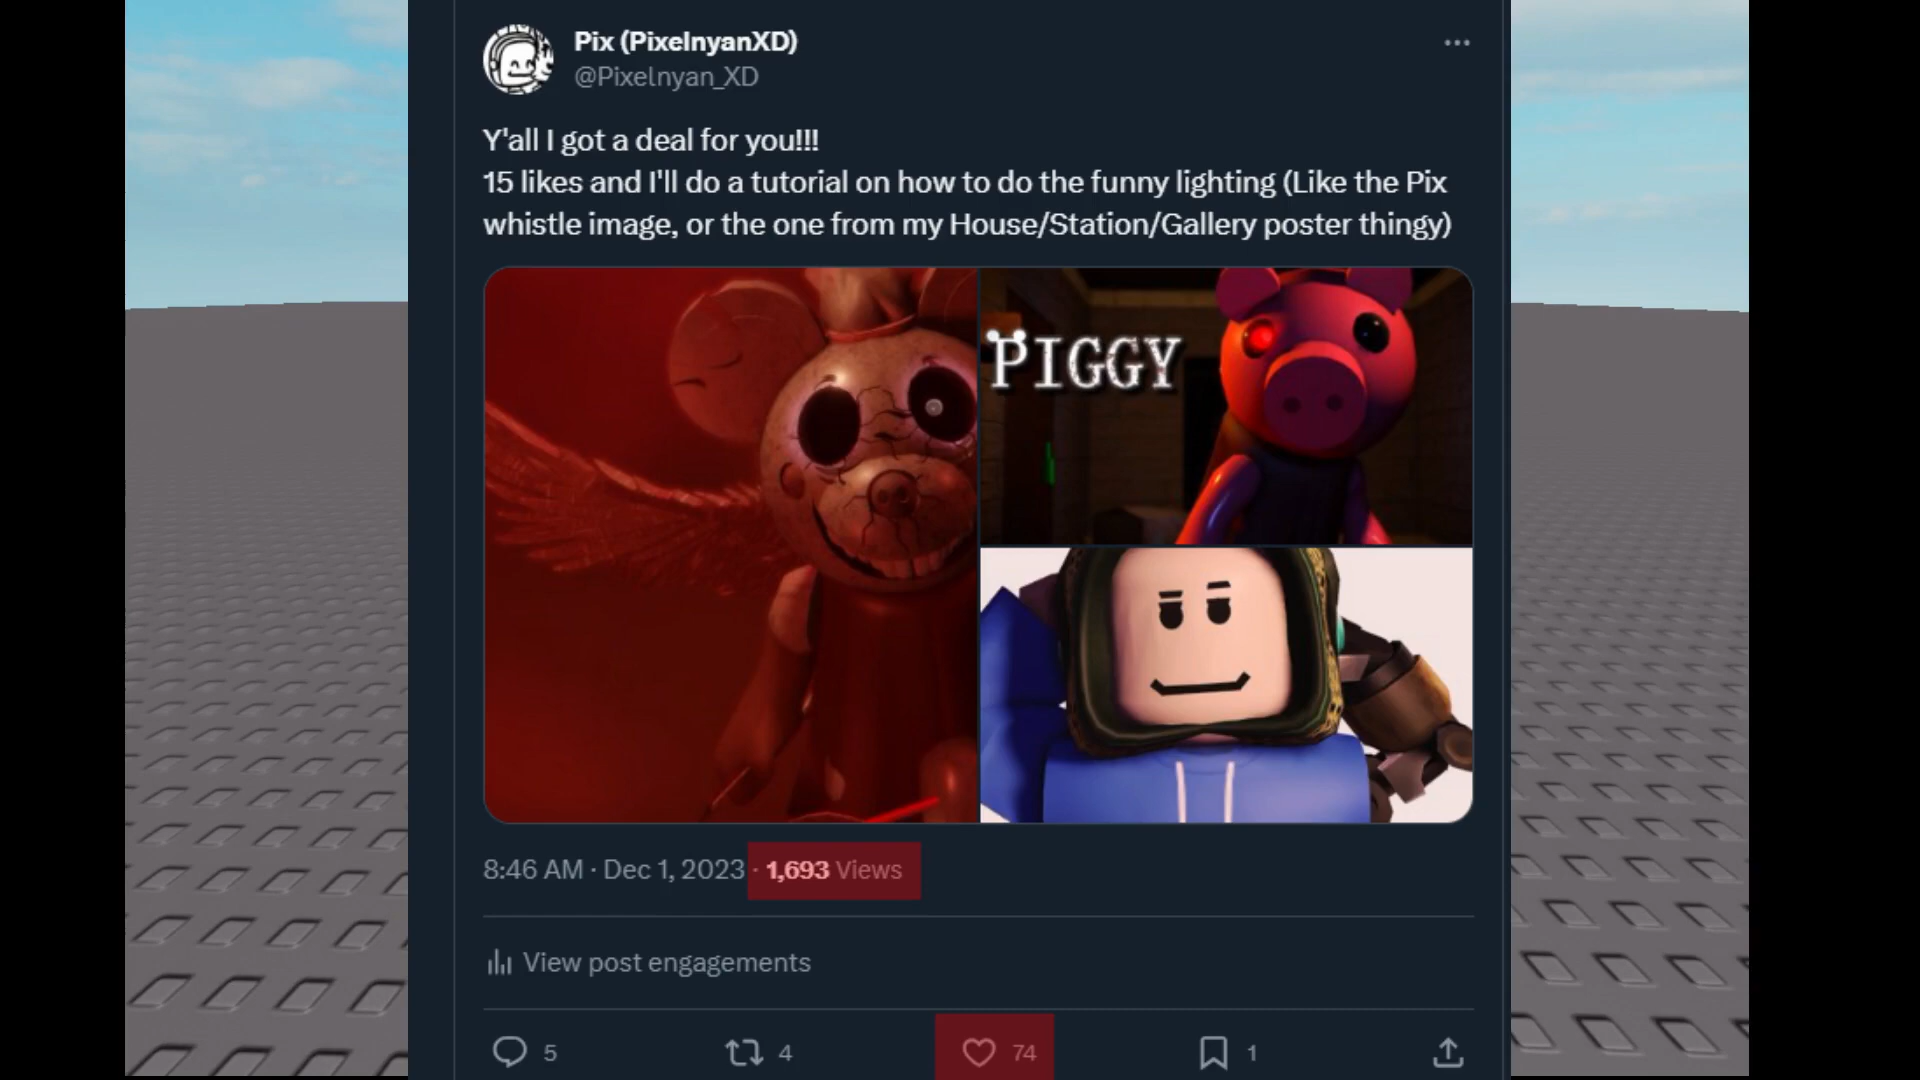 Pix (PixelnyanXD)
@Pixelnyan_XD
Y'all I got a deal for you!!!
15 likes and I'll do a tutorial on how to do the funny lighting (Like the Pix
whistle image, or the one from my House/Station/Gallery poster thingy)
PIGGY
8:46 AM · Dec 1, 2023 · 1,693 Views
View post engagements
5 4 74 1